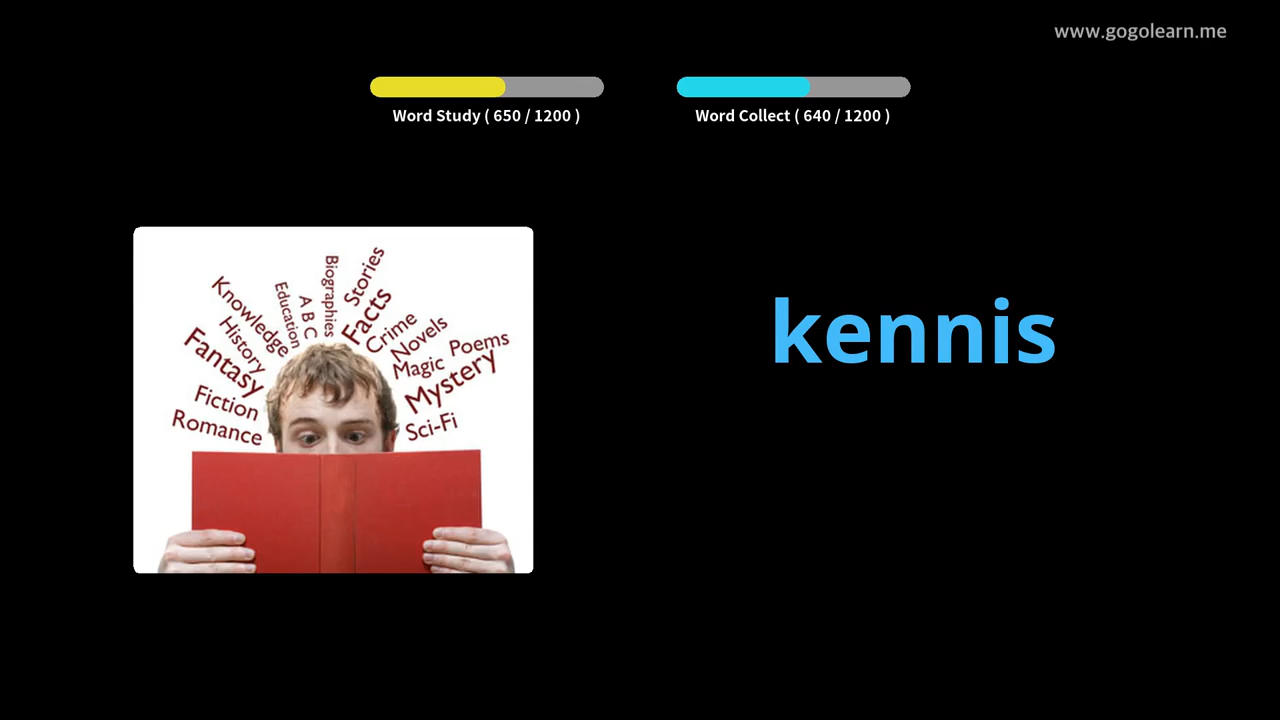 www.gogolearn.me
Word Study ( 650 / 1200 )
Word Collect ( 640 / 1200 )
kennis
Stories
Biographies
Facts
A B C
Education
Knowledge
Crime
Novels
History
Poems
Magic
Fantasy
Mystery
Fiction
Sci-Fi
Romance